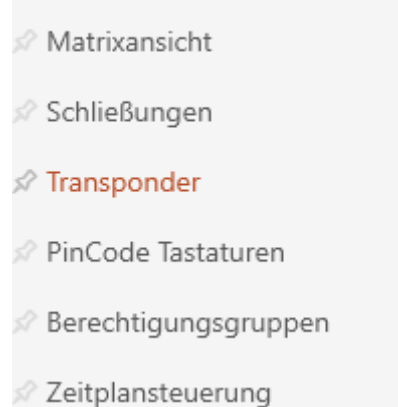 Matrixansicht
Schließungen
Transponder
PinCode Tastaturen
Berechtigungsgruppen
Zeitplansteuerung